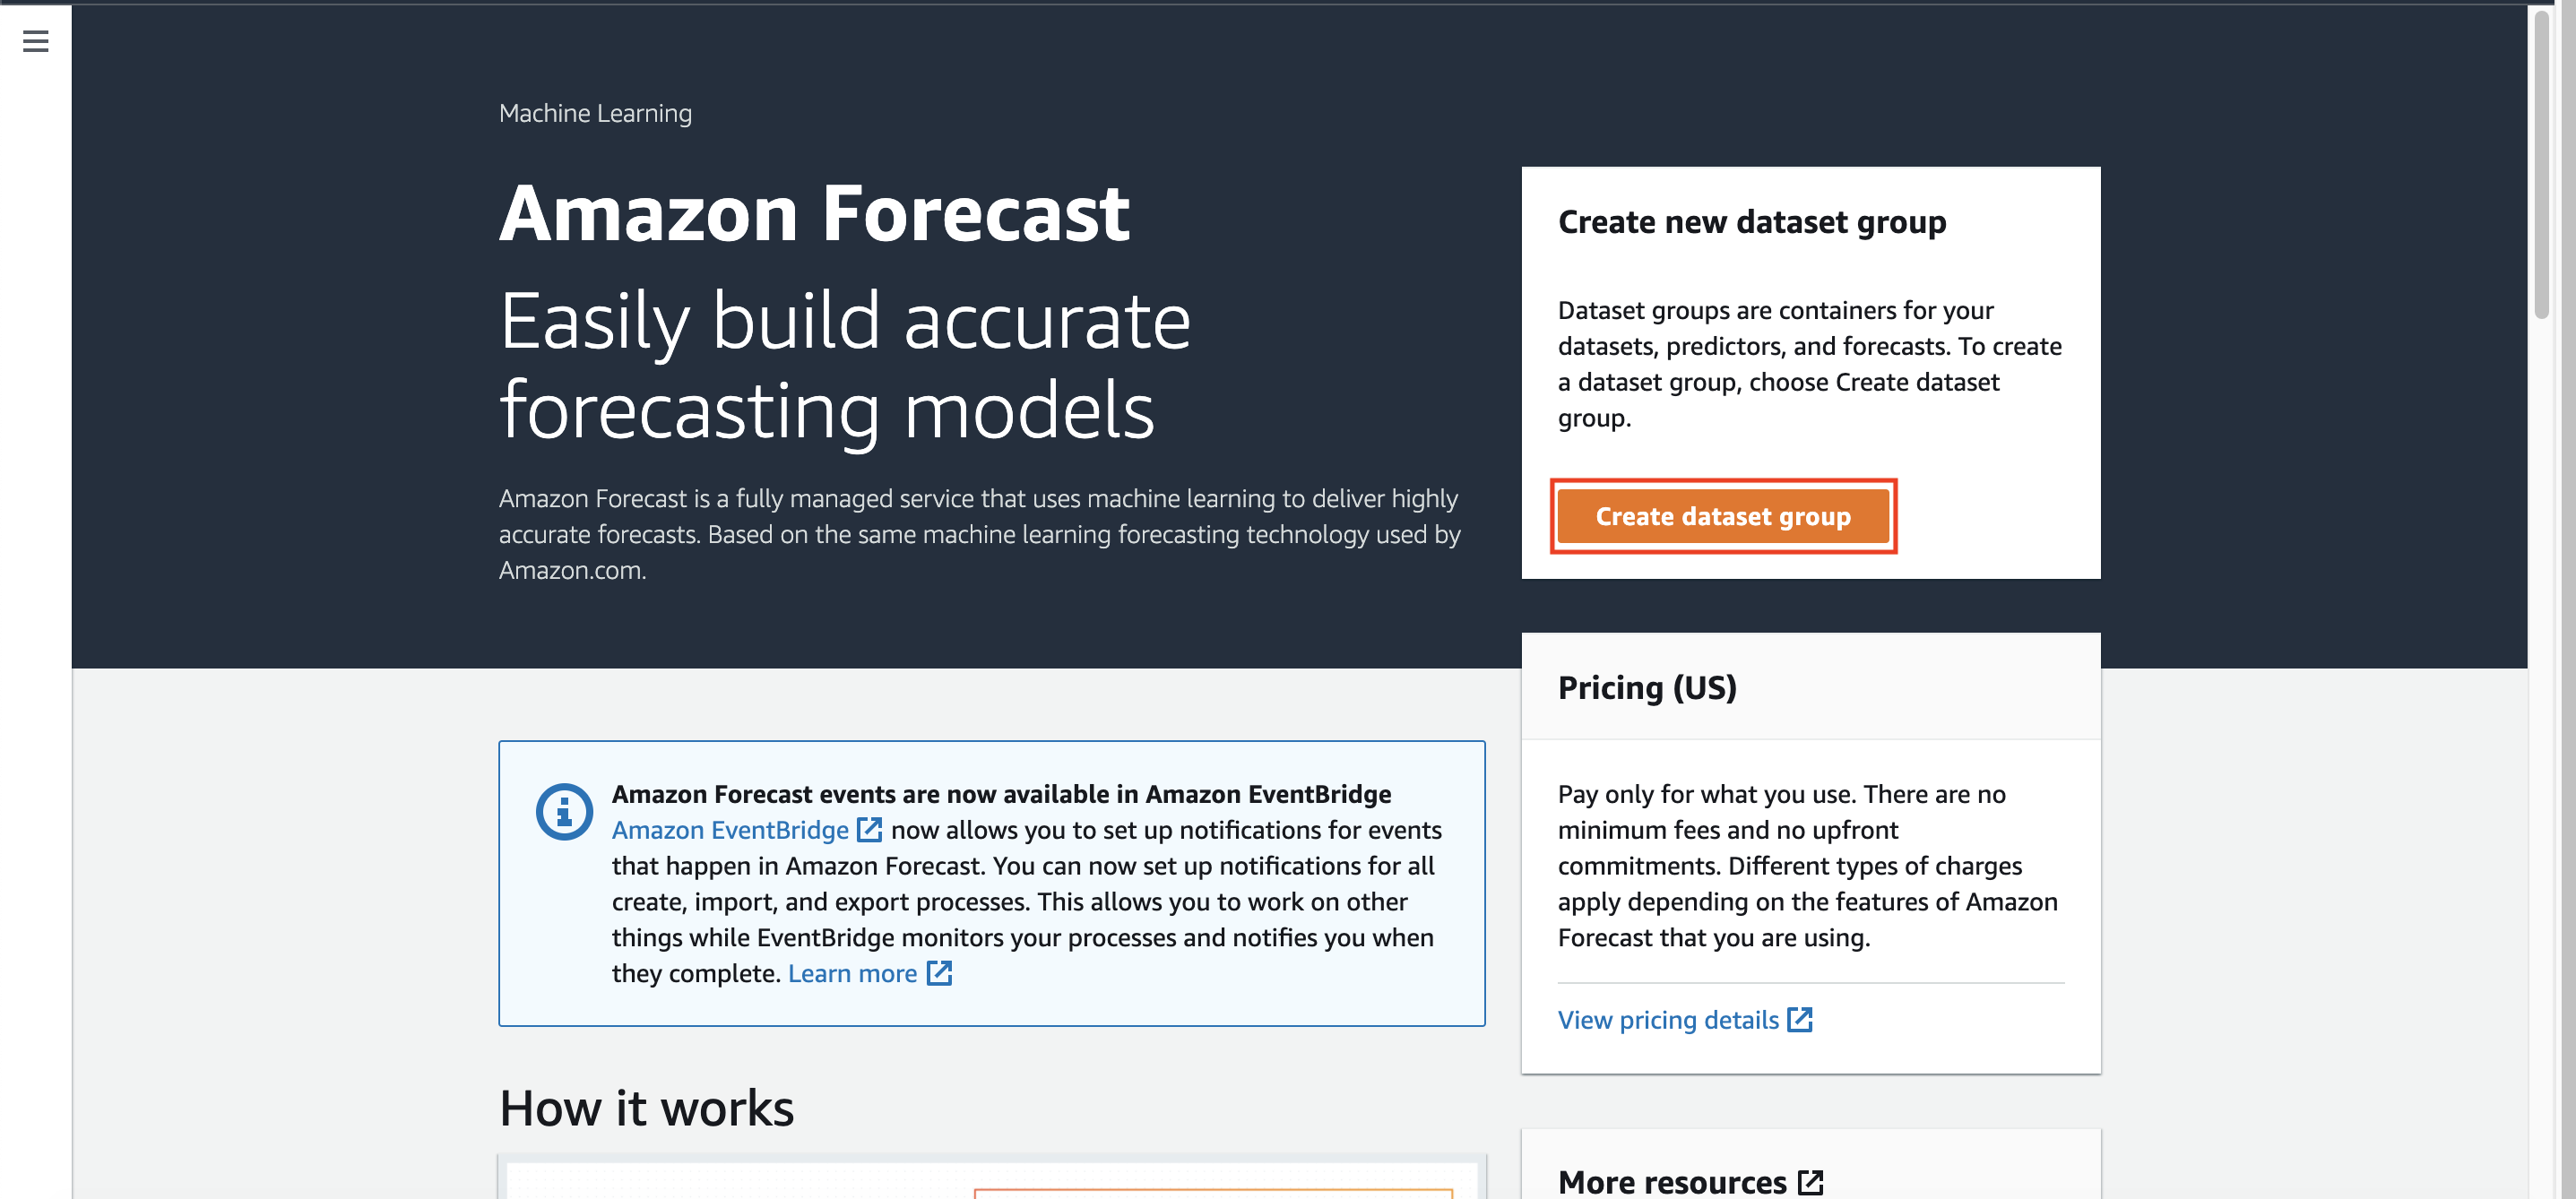 Machine Learning
Amazon Forecast
Easily build accurate
forecasting models
Amazon Forecast is a fully managed service that uses machine learning to deliver highly
accurate forecasts. Based on the same machine learning forecasting technology used by
Amazon.com.
Create new dataset group
Dataset groups are containers for your
datasets, predictors, and forecasts. To create
a dataset group, choose Create dataset
group.
Create dataset group
Pricing (US)
Pay only for what you use. There are no
minimum fees and no upfront
commitments. Different types of charges
apply depending on the features of Amazon
Forecast that you are using.
View pricing details
Amazon Forecast events are now available in Amazon EventBridge
Amazon EventBridge now allows you to set up notifications for events
that happen in Amazon Forecast. You can now set up notifications for all
create, import, and export processes. This allows you to work on other
things while EventBridge monitors your processes and notifies you when
they complete. Learn more
How it works
More resources